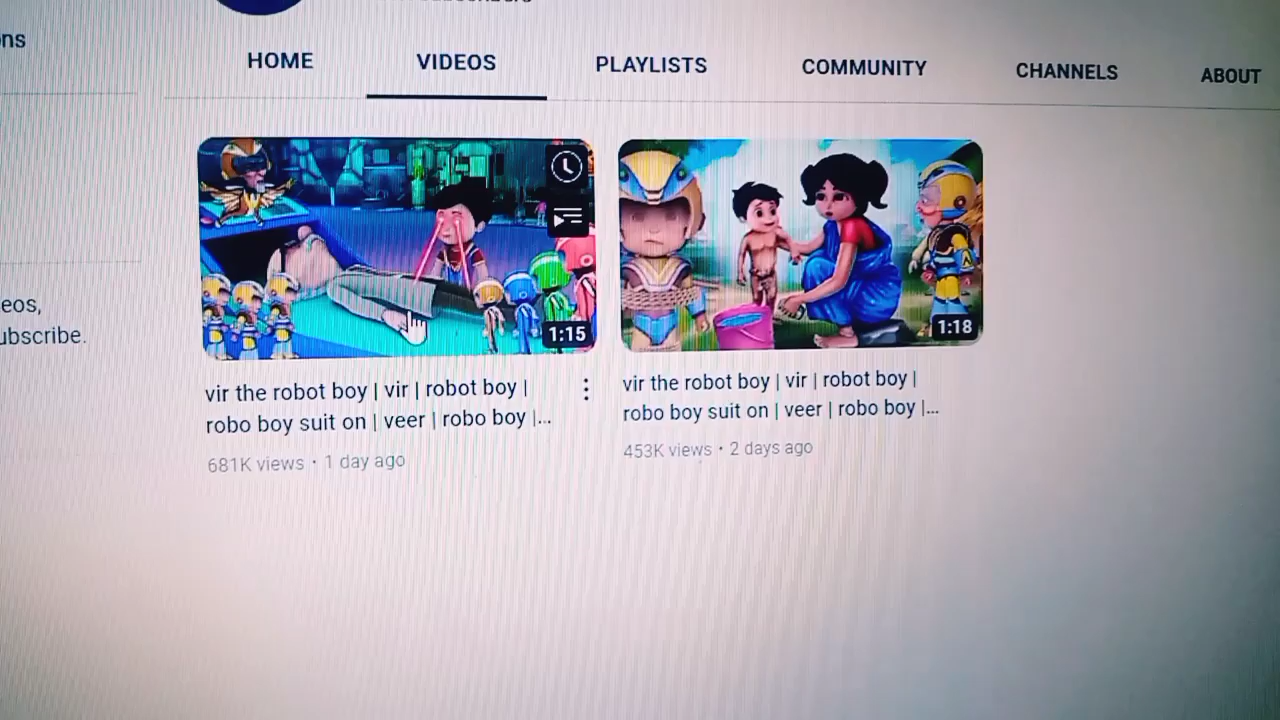 ons
HOME
VIDEOS
PLAYLISTS
COMMUNITY
CHANNELS
ABOUT
eos,
ubscribe.
1:15
1:18
vir the robot boy | vir | robot boy |
robo boy suit on | veer | robo boy |...
681K views • 1 day ago
vir the robot boy | vir | robot boy |
robo boy suit on | veer | robo boy |...
453K views • 2 days ago